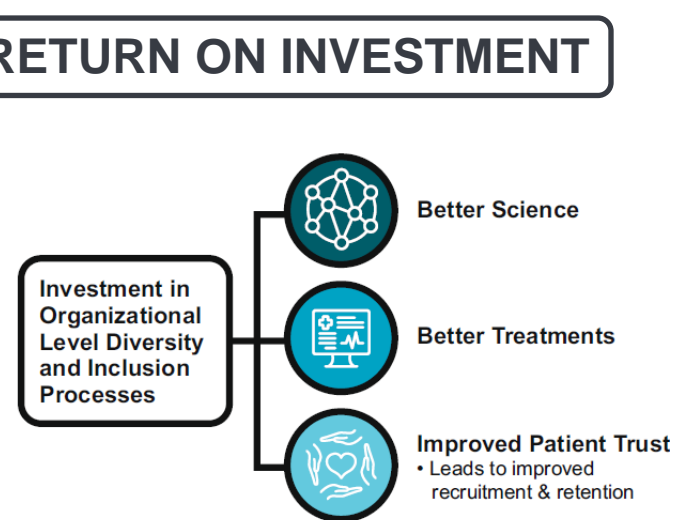 RETURN ON INVESTMENT
Investment in
Organizational
Level Diversity
and Inclusion
Processes
Better Science
Better Treatments
Improved Patient Trust
• Leads to improved
recruitment & retention